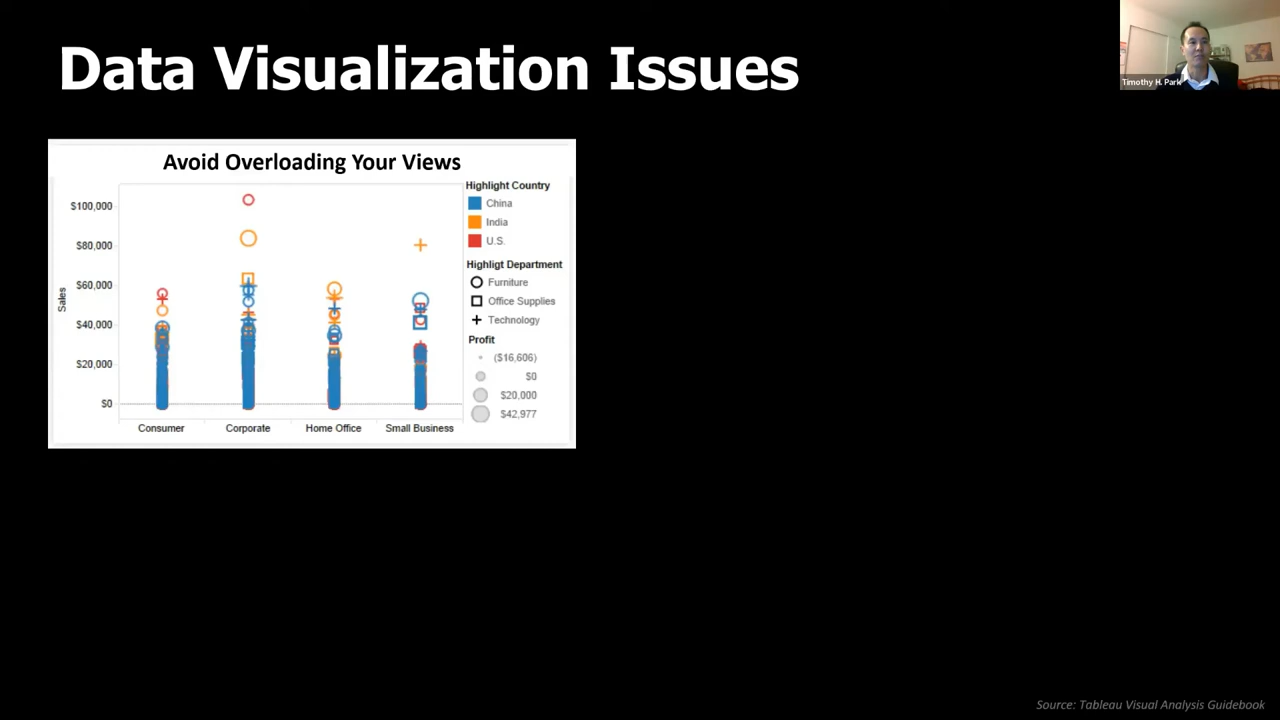 Data Visualization Issues
Timothy H. Park
Avoid Overloading Your Views
Sales
$100,000
$80,000
$60,000
$40,000
$20,000
$0
Consumer
Corporate
Home Office
Small Business
Highlight Country
China
India
U.S.
Highligt Department
Furniture
Office Supplies
Technology
Profit
($16,606)
$0
$20,000
$42,977
Source: Tableau Visual Analysis Guidebook